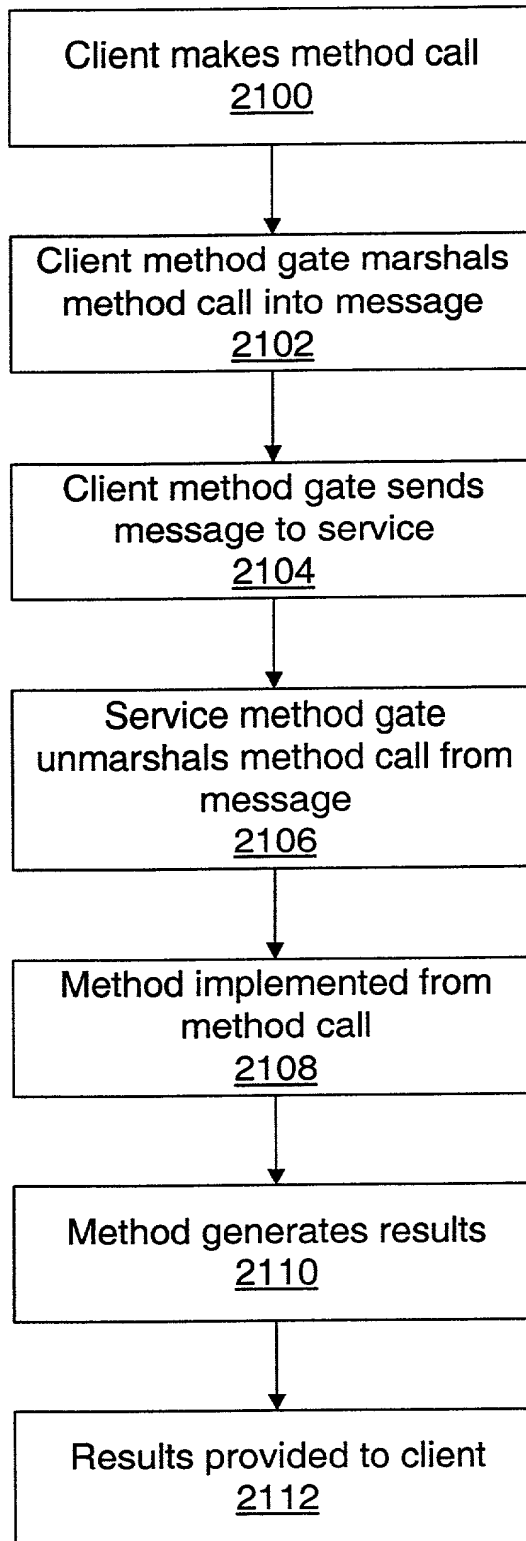 Client makes method call
2100
Client method gate marshals
method call into message
2102
Client method gate sends
message to service
2104
Service method gate
unmarshals method call from
message
2106
Method implemented from
method call
2108
Method generates results
2110
Results provided to client
2112